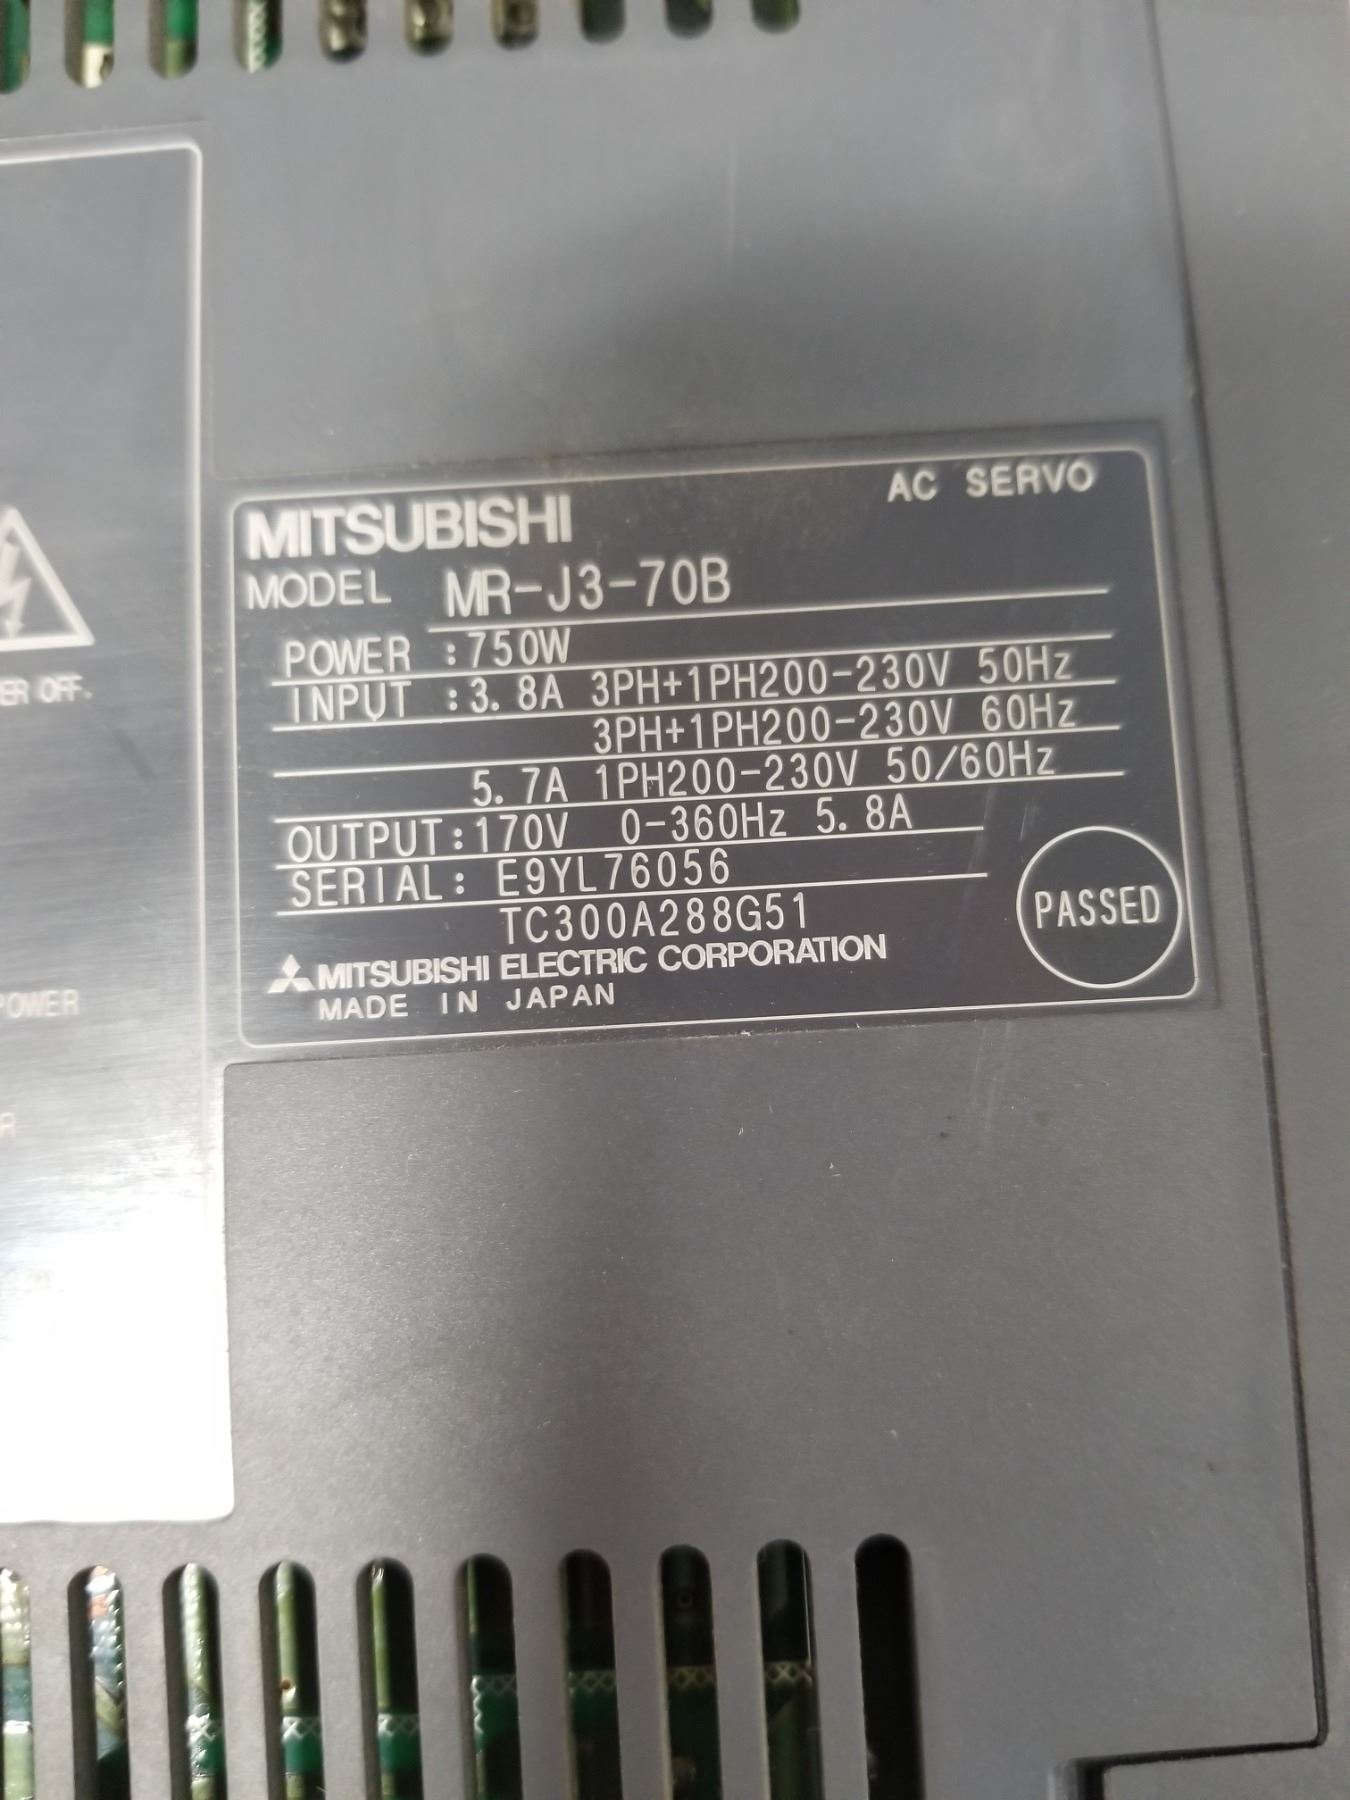 AC SERVO
MITSUBISHI
MODEL MR-J3-70B
POWER :750W
INPUT :3.8A 3PH+1PH200-230V 50Hz
3PH+1PH200-230V 60Hz
5.7A 1PH200-230V 50/60Hz
OUTPUT:170V 0-360Hz 5.8A
SERIAL: E9YL76056
TC300A288G51
PASSED
MITSUBISHI ELECTRIC CORPORATION
MADE IN JAPAN
OFF.
POWER